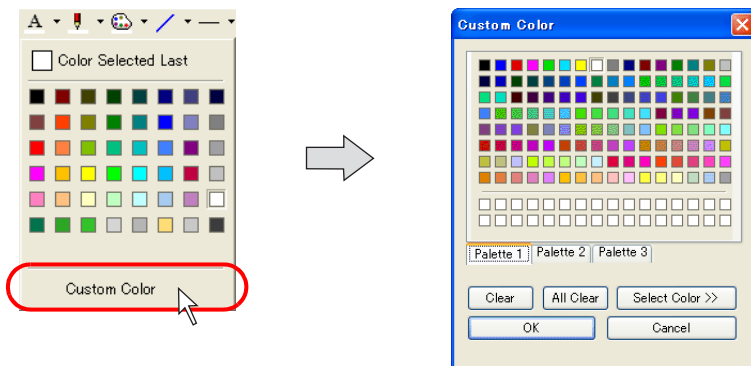 A
Color Selected Last
Custom Color
Custom Color
Palette 1 Palette 2 Palette 3
Clear All Clear Select Color >>
OK Cancel